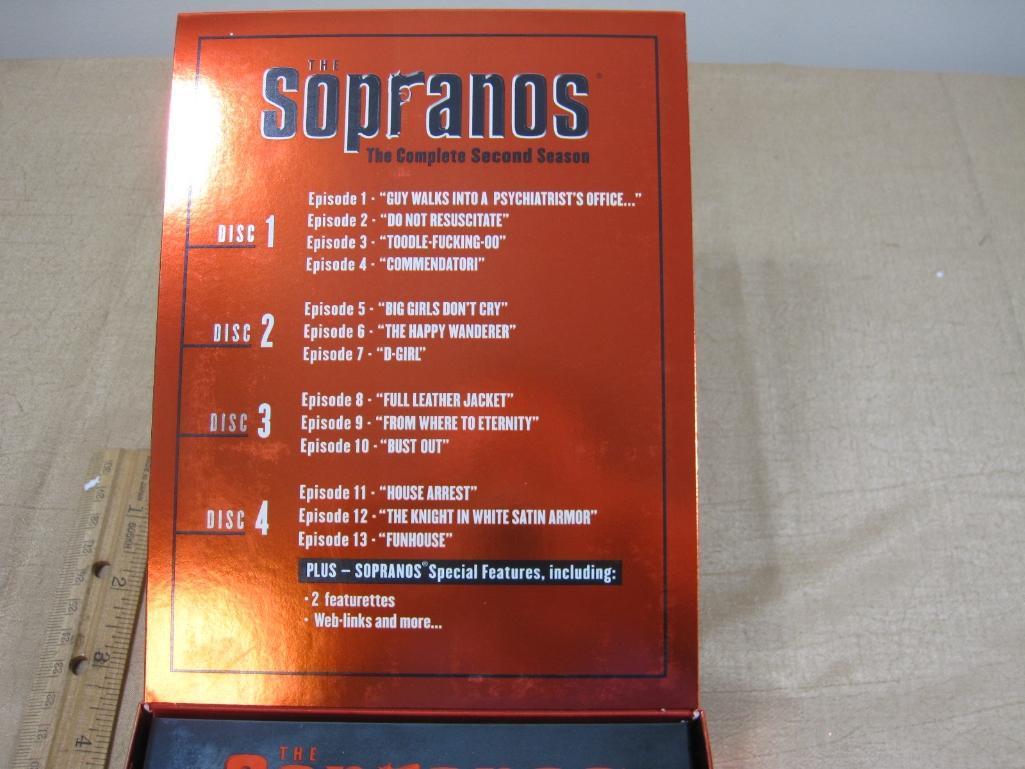 THE
Sopranos®
The Complete Second Season
DISC 1
Episode 1 - "GUY WALKS INTO A PSYCHIATRIST'S OFFICE..."
Episode 2 - "DO NOT RESUSCITATE"
Episode 3 - "TOODLE-FUCKING-OO"
Episode 4 - "COMMENDATORI"
DISC 2
Episode 5 - "BIG GIRLS DON'T CRY"
Episode 6 - "THE HAPPY WANDERER"
Episode 7 - "D-GIRL"
DISC 3
Episode 8 - "FULL LEATHER JACKET"
Episode 9 - "FROM WHERE TO ETERNITY"
Episode 10 - "BUST OUT"
DISC 4
Episode 11 - "HOUSE ARREST"
Episode 12 - "THE KNIGHT IN WHITE SATIN ARMOR"
Episode 13 - "FUNHOUSE"
PLUS – SOPRANOS® Special Features, including:
· 2 featurettes
· Web-links and more...
THE
Sopranos
1
2
3
4